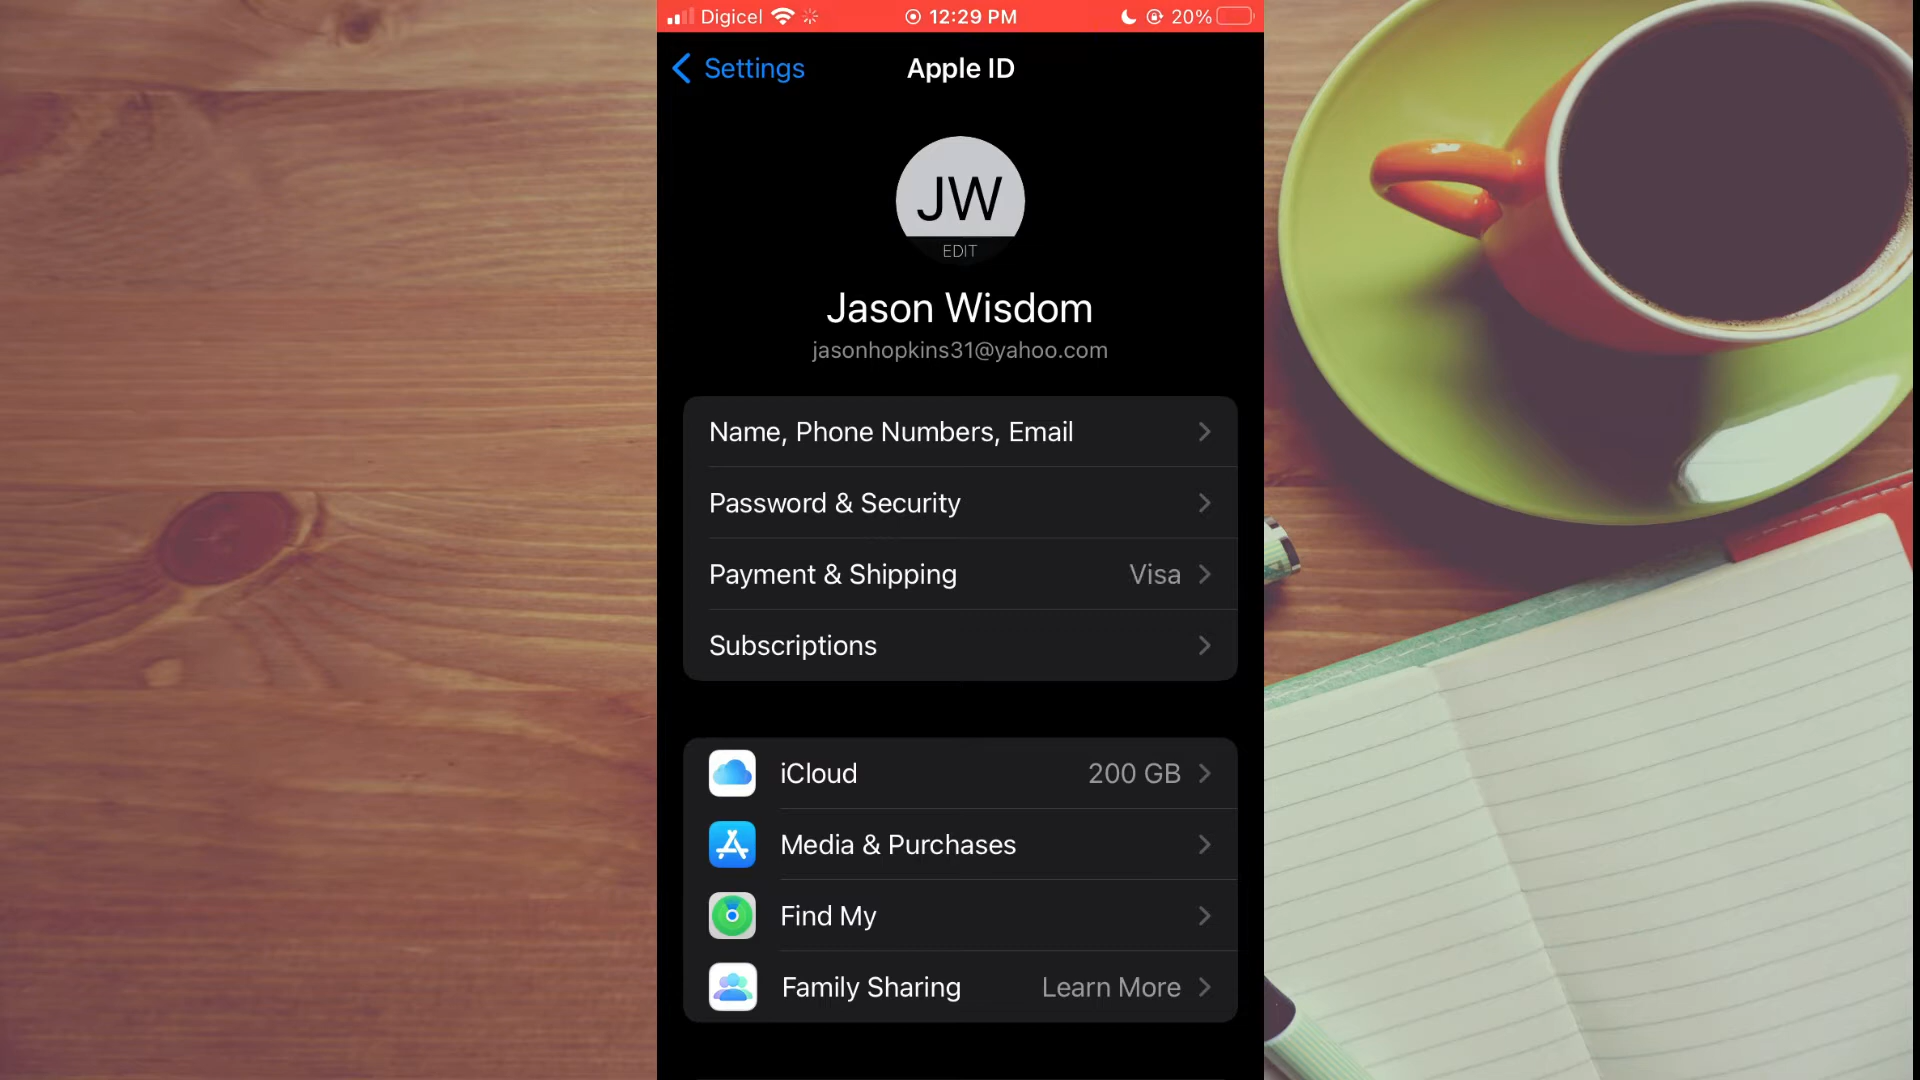 Digicel 12:29 PM 20%
Settings Apple ID
JW
EDIT
Jason Wisdom
jasonhopkins31@yahoo.com
Name, Phone Numbers, Email
Password & Security
Payment & Shipping Visa
Subscriptions
iCloud 200 GB
Media & Purchases
Find My
Family Sharing Learn More